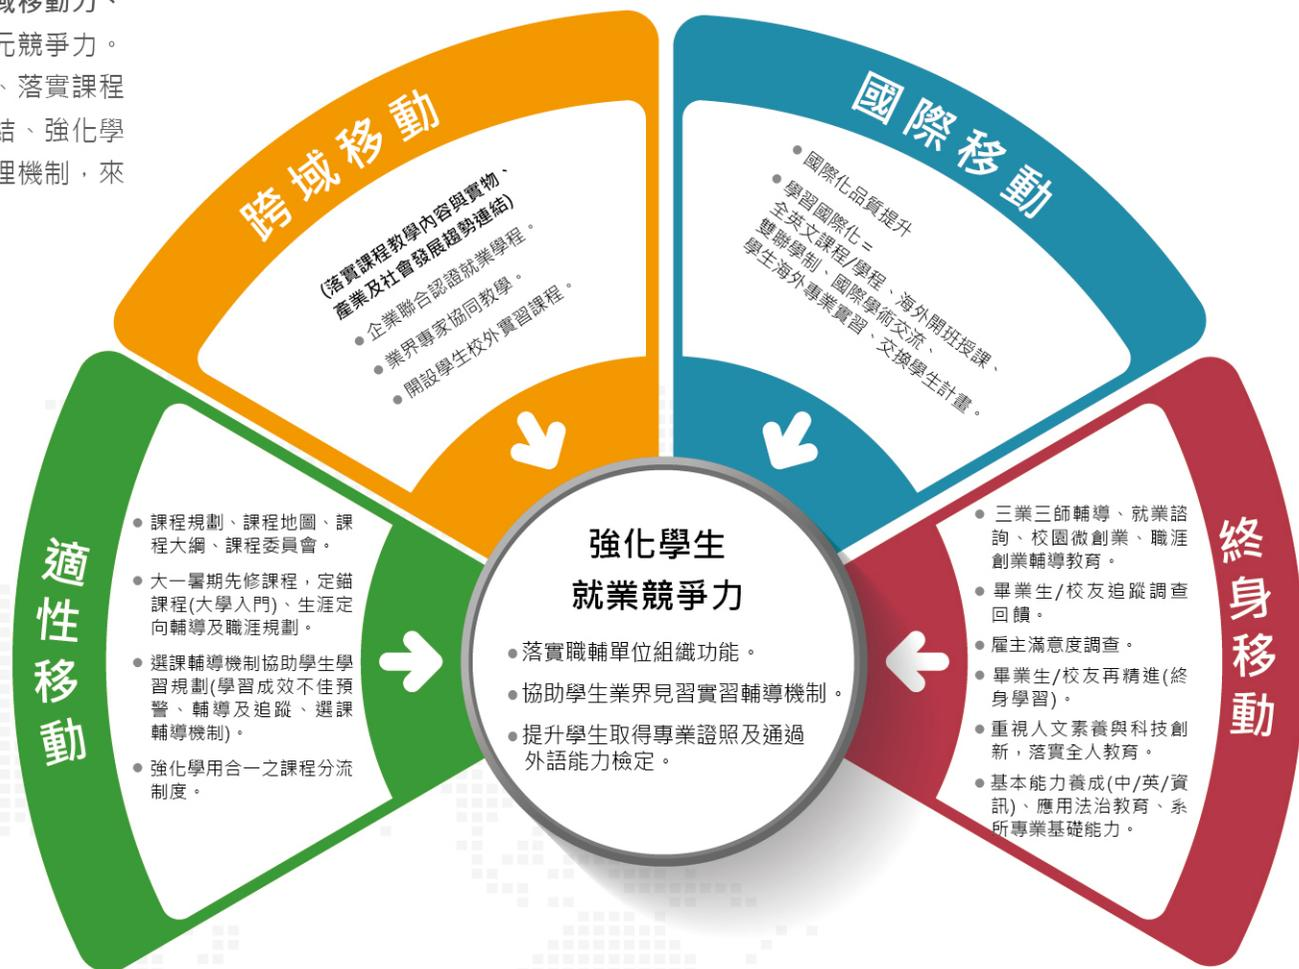 域移動力、
元競爭力。
、落實課程
結、強化學
理機制，來
跨域移動
(落實課程教學內容與實物、
產業及社會發展趨勢連結)
● 企業聯合認證就業學程。
● 業界專家協同教學。
● 開設學生校外實習課程。
國際移動
● 國際化品質提升
● 學習國際化 =
全英文課程/學程、海外開班授課、
雙聯學制、國際學術交流、
學生海外專業實習、交換學生計畫。
適性移動
● 課程規劃、課程地圖、課
程大綱、課程委員會。
● 大一暑期先修課程，定錨
課程(大學入門)、生涯定
向輔導及職涯規劃。
● 選課輔導機制協助學生學
習規劃(學習成效不佳預
警、輔導及追蹤、選課
輔導機制)。
● 強化學用合一之課程分流
制度。
強化學生
就業競爭力
● 落實職輔單位組織功能。
● 協助學生業界見習實習輔導機制。
● 提升學生取得專業證照及通過
外語能力檢定。
終身移動
● 三業三師輔導、就業諮
詢、校園微創業、職涯
創業輔導教育。
● 畢業生/校友追蹤調查
回饋。
● 雇主滿意度調查。
● 畢業生/校友再精進(終
身學習)。
● 重視人文素養與科技創
新，落實全人教育。
● 基本能力養成(中/英/資
訊)、應用法治教育、系
所專業基礎能力。